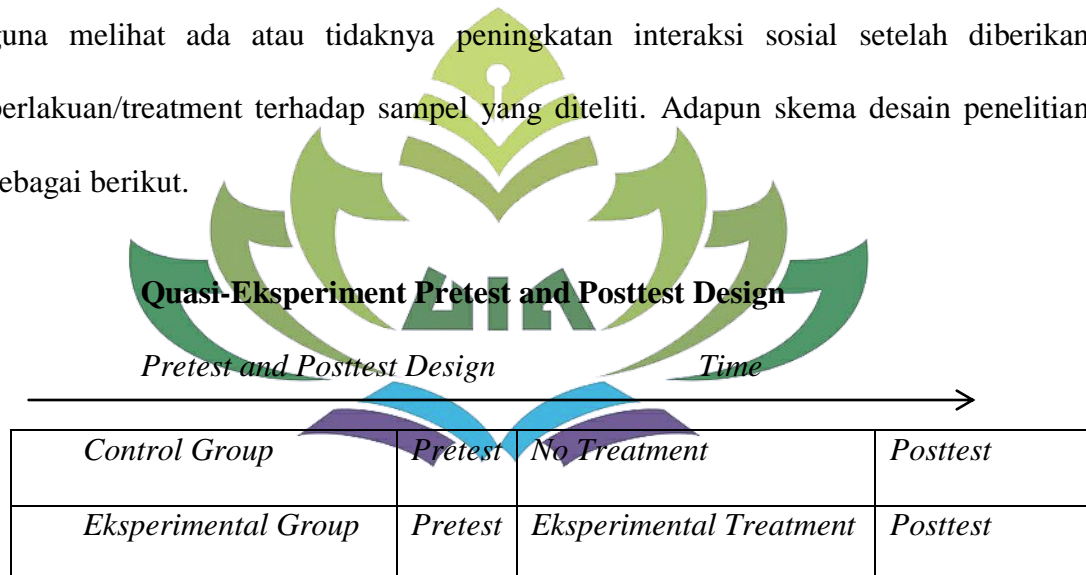 guna melihat ada atau tidaknya peningkatan interaksi sosial setelah diberikan
perlakuan/treatment terhadap sampel yang diteliti. Adapun skema desain penelitian
sebagai berikut.
Quasi-Eksperiment Pretest and Posttest Design
Pretest and Posttest Design Time
Control Group Pretest No Treatment Posttest
Eksperimental Group Pretest Eksperimental Treatment Posttest